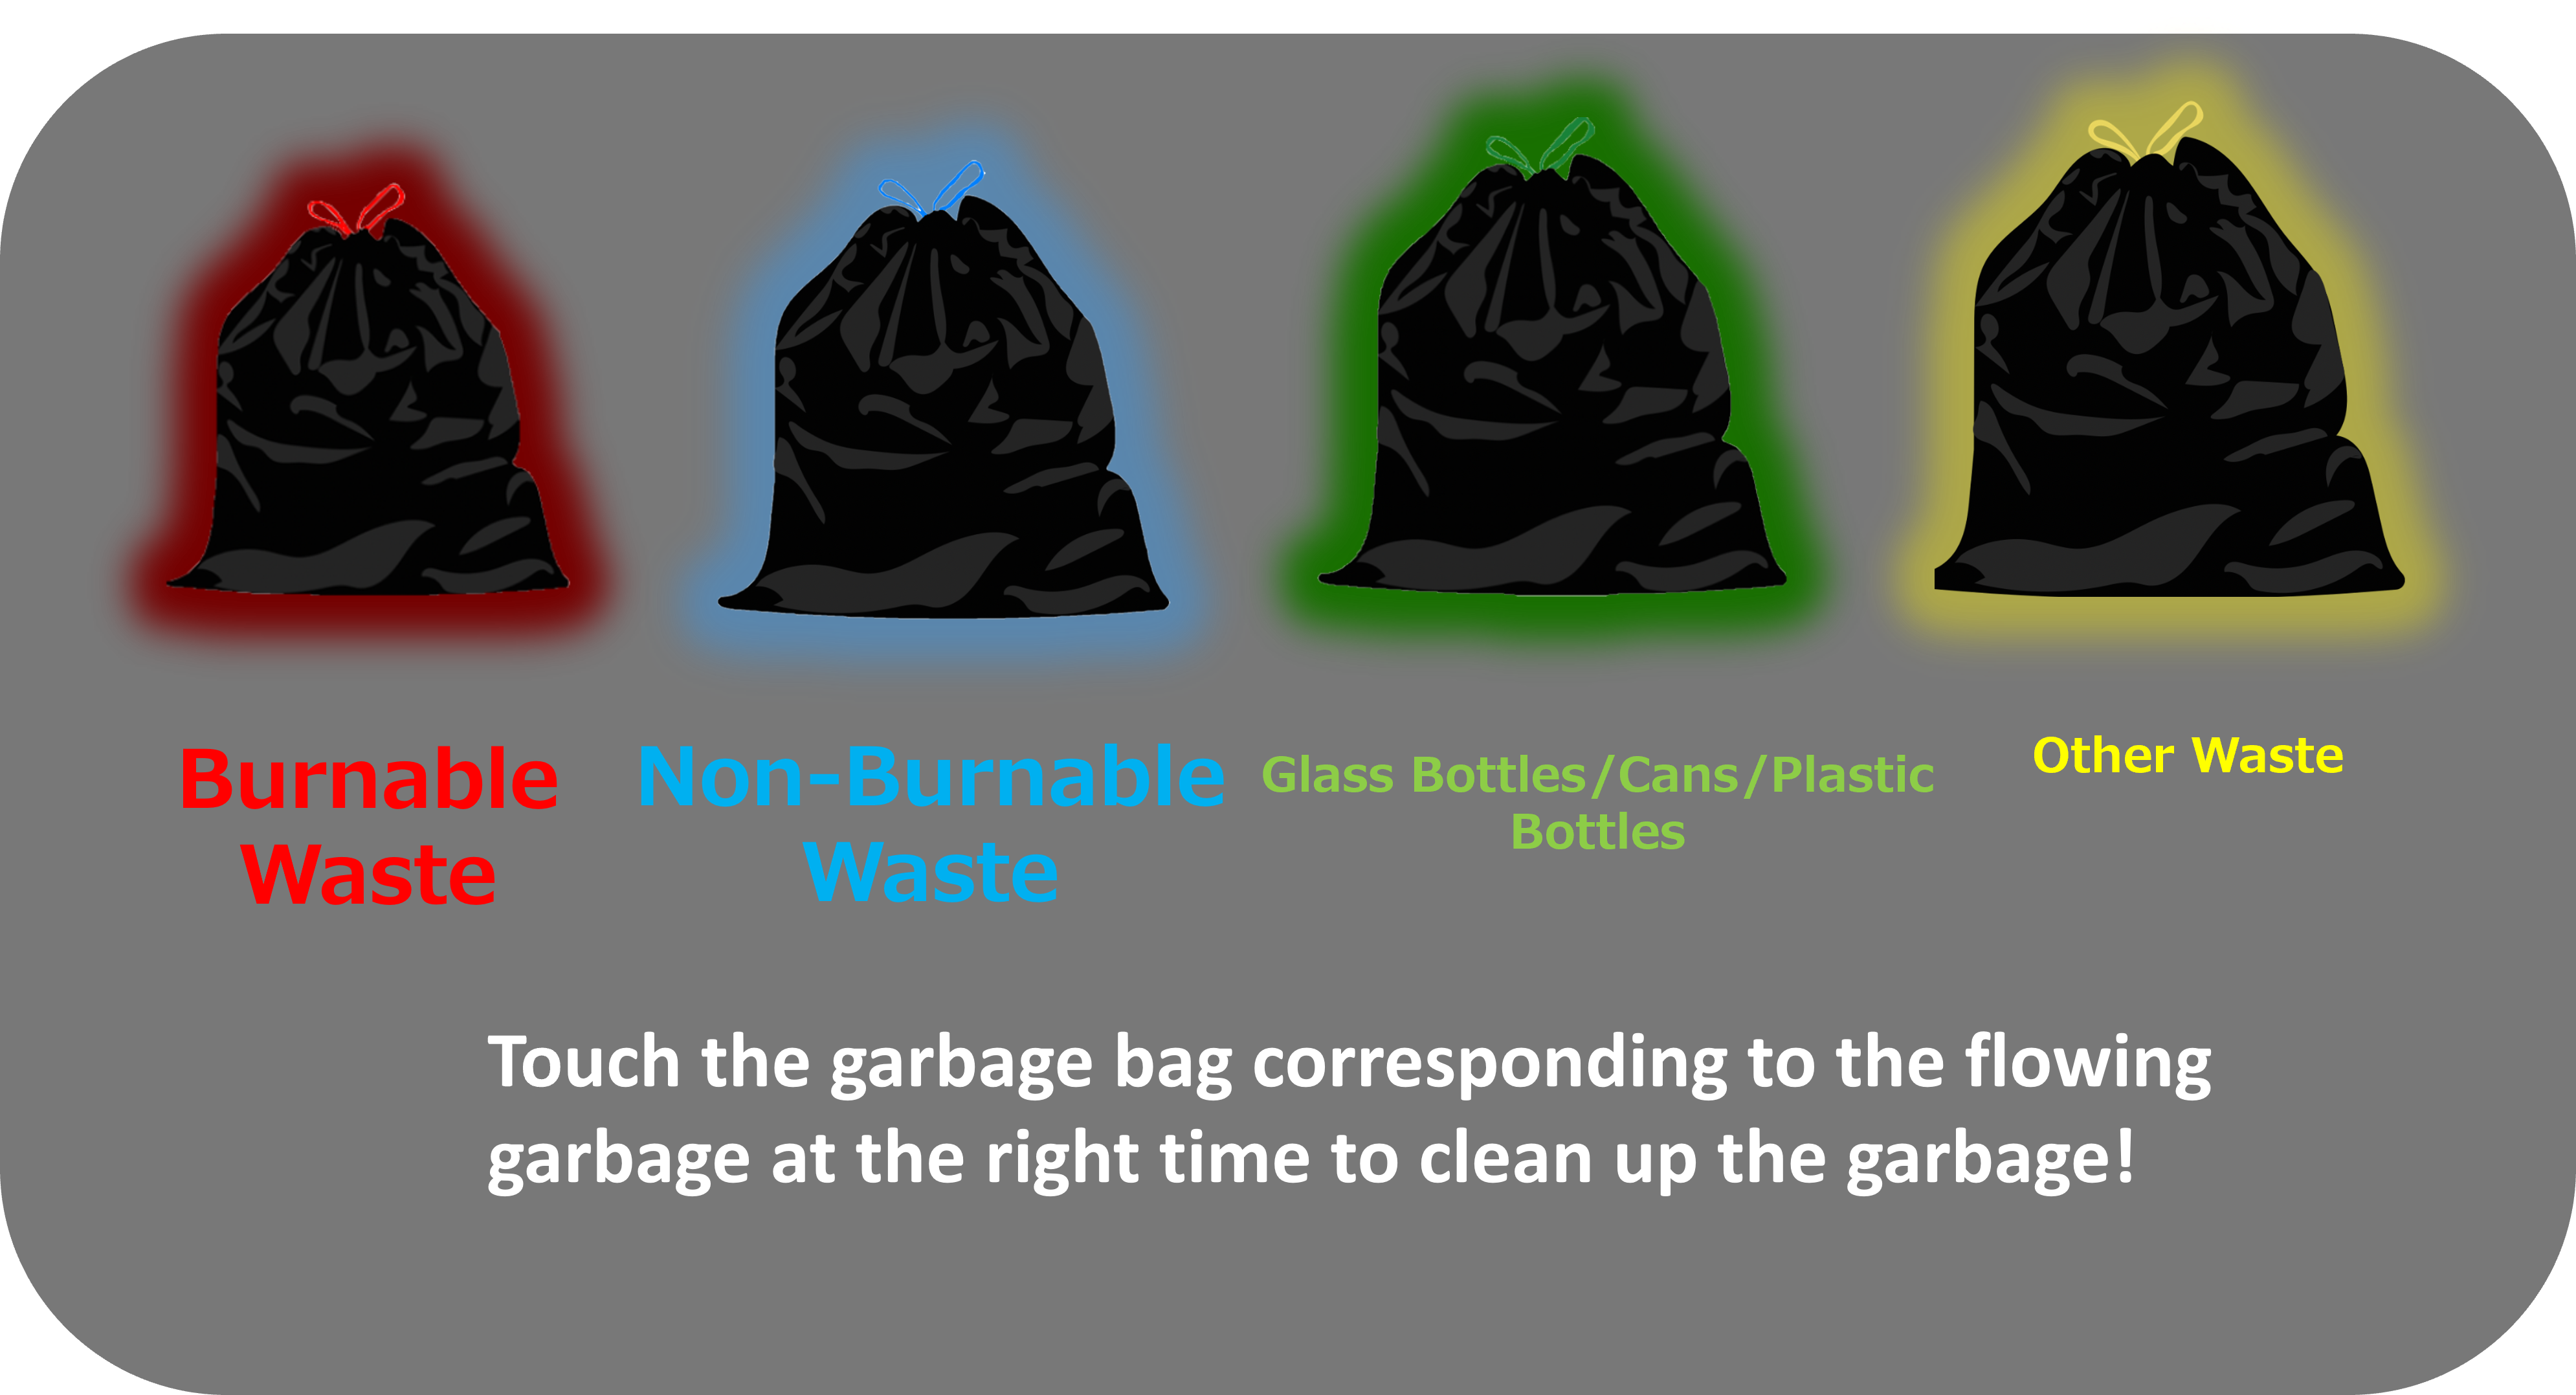 Burnable
Waste
Non-Burnable
Waste
Glass Bottles/Cans/Plastic
Bottles
Other Waste
Touch the garbage bag corresponding to the flowing
garbage at the right time to clean up the garbage!